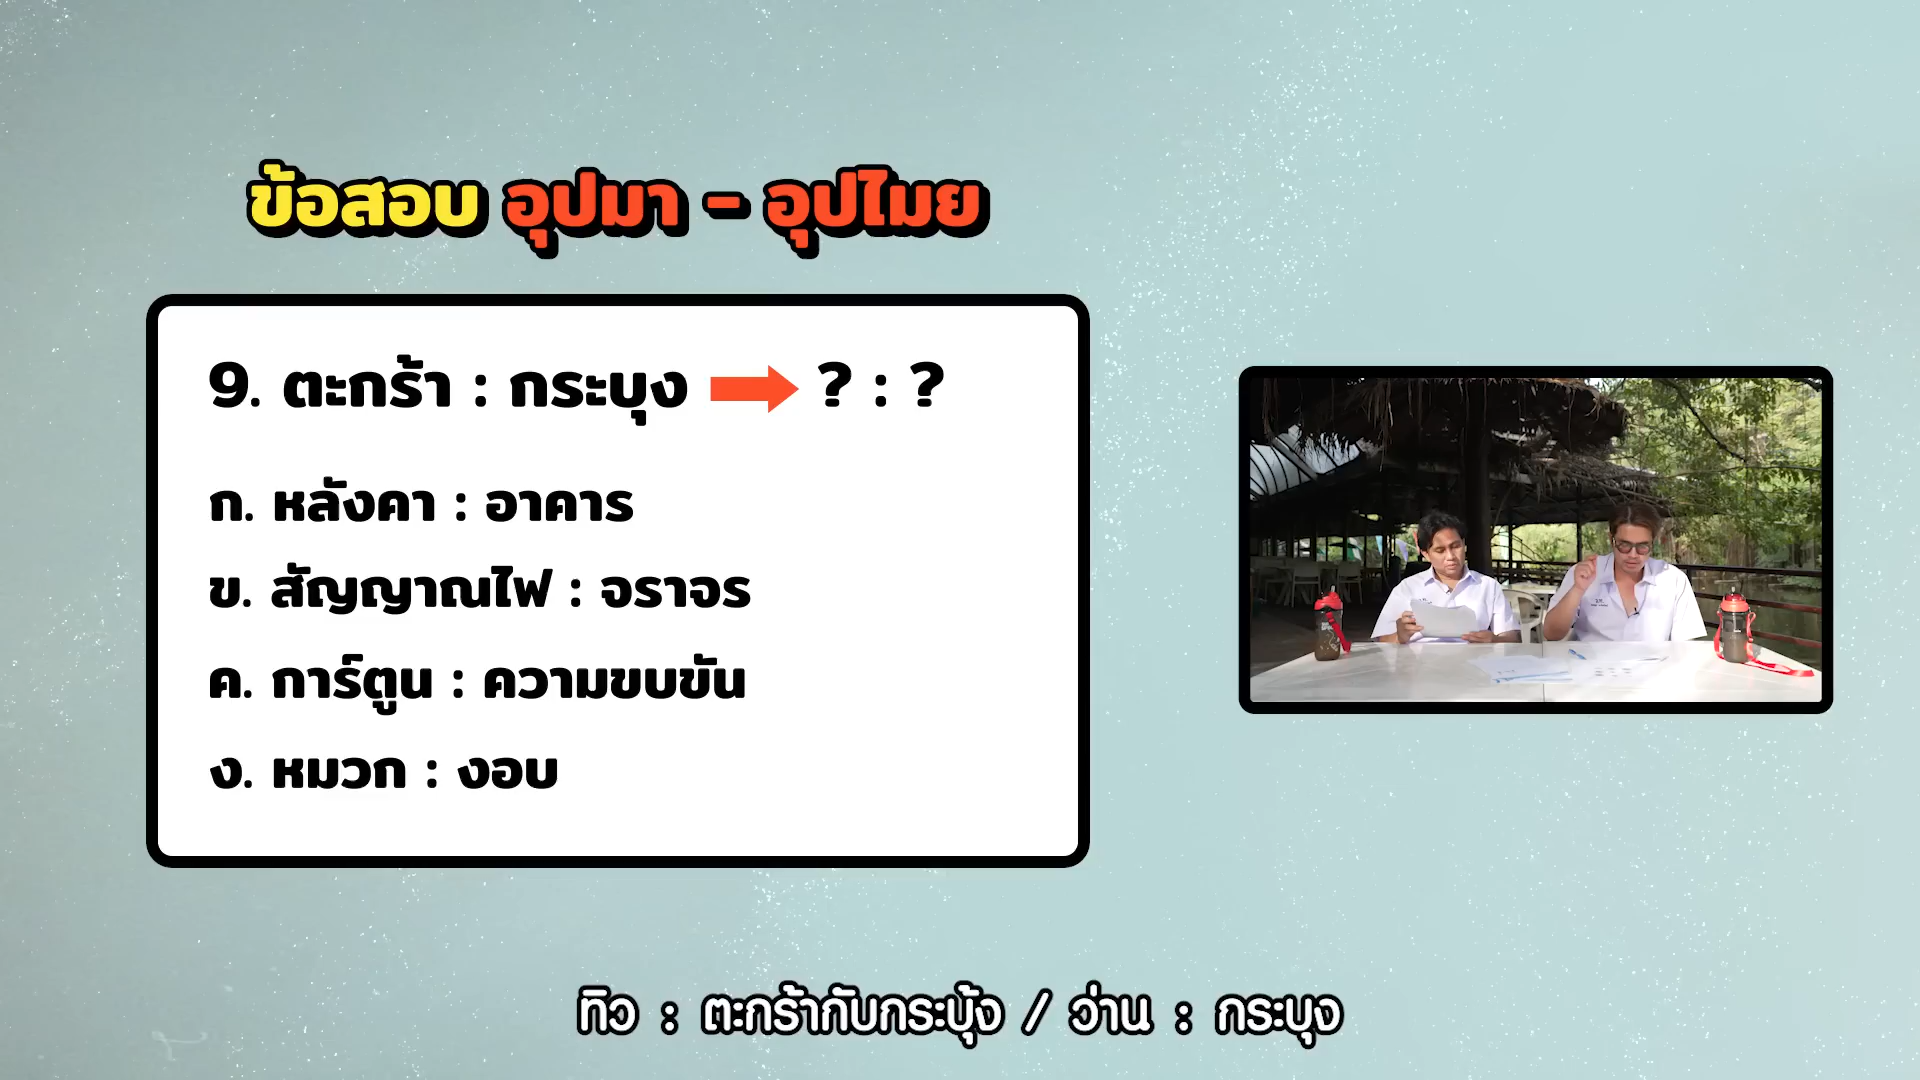 ข้อสอบ อุปมา - อุปไมย
9. ตะกร้า : กระบุง ? : ?
ก. หลังคา : อาคาร
ข. สัญญาณไฟ : จราจร
ค. การ์ตูน : ความขบขัน
ง. หมวก : งอบ
ทิว : ตะกร้ากับกระบุ้ง / ว่าน : กระบุง